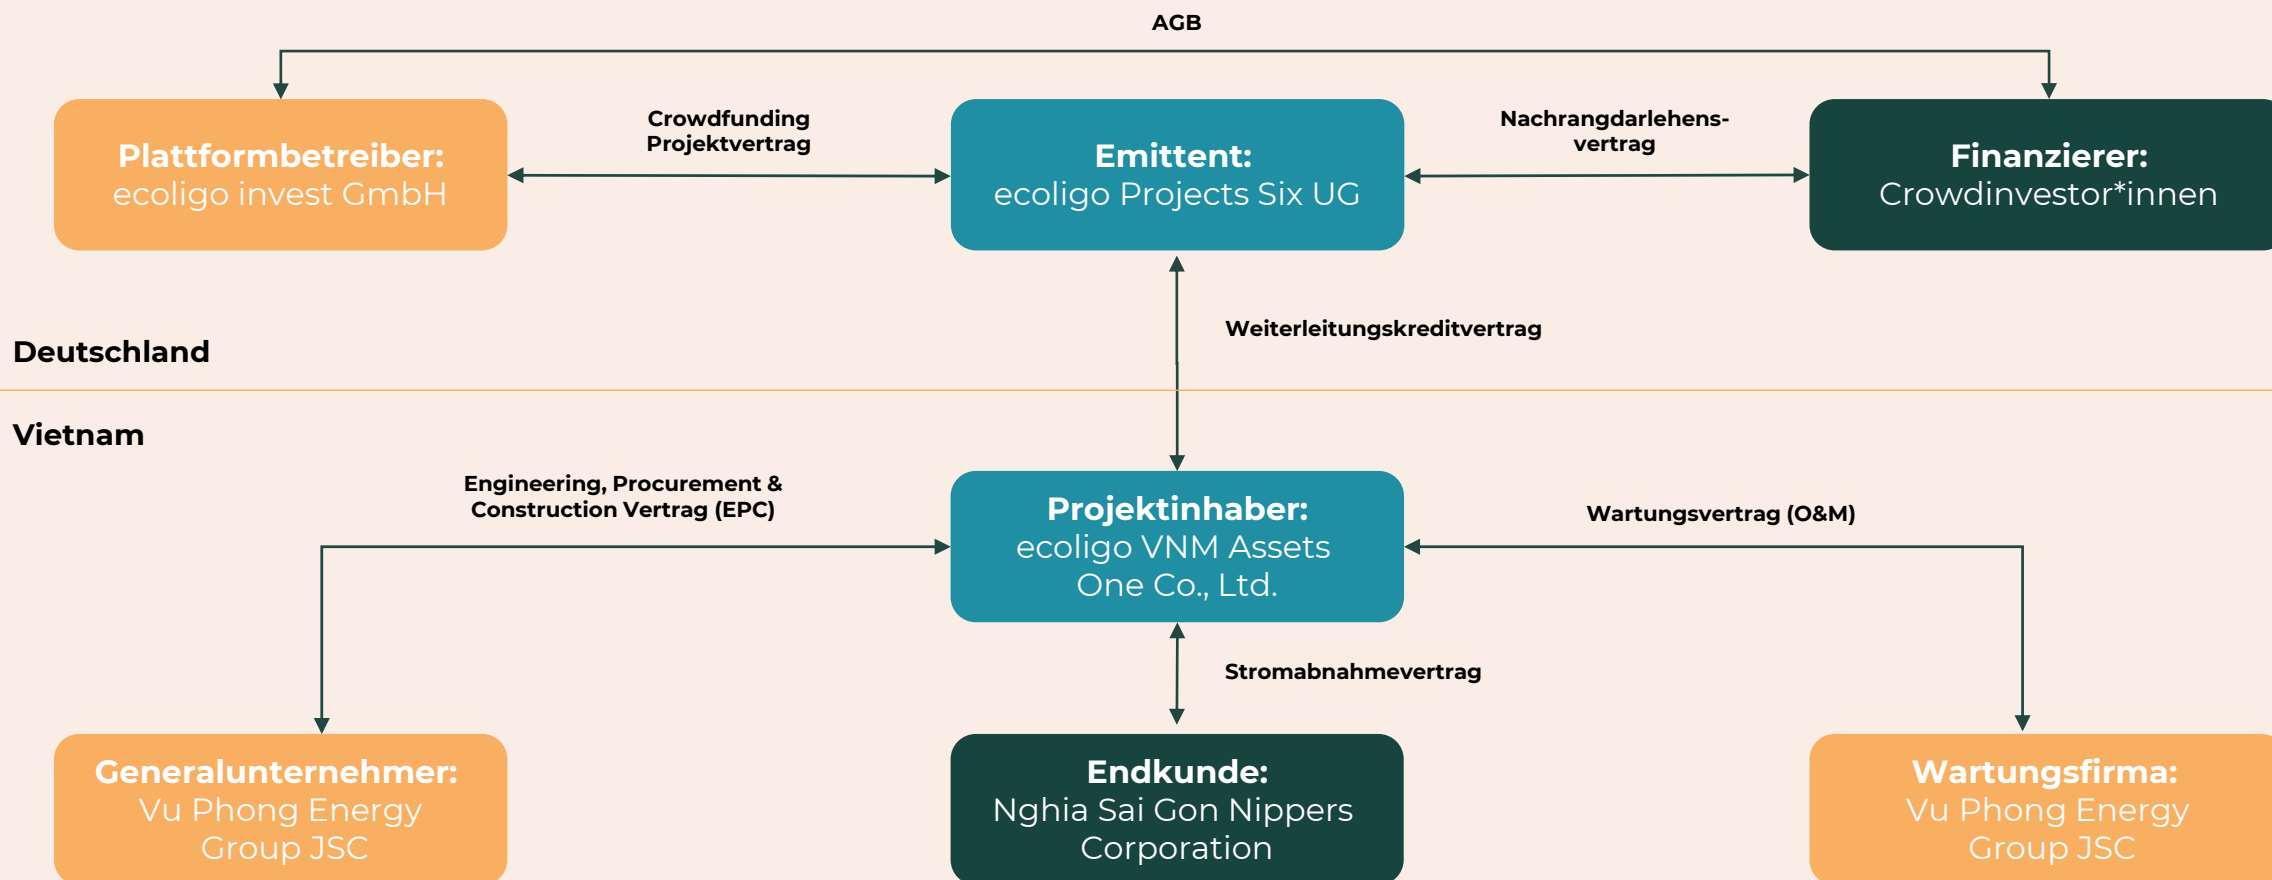 AGB
Plattformbetreiber:
ecoligo invest GmbH
Crowdfunding
Projektvertrag
Emittent:
ecoligo Projects Six UG
Nachrangdarlehens-
vertrag
Finanzierer:
Crowdinvestor*innen
Weiterleitungskreditvertrag
Deutschland
Vietnam
Engineering, Procurement &
Construction Vertrag (EPC)
Projektinhaber:
ecoligo VNM Assets
One Co., Ltd.
Wartungsvertrag (O&M)
Stromabnahmevertrag
Generalunternehmer:
Vu Phong Energy
Group JSC
Endkunde:
Nghia Sai Gon Nippers
Corporation
Wartungsfirma:
Vu Phong Energy
Group JSC